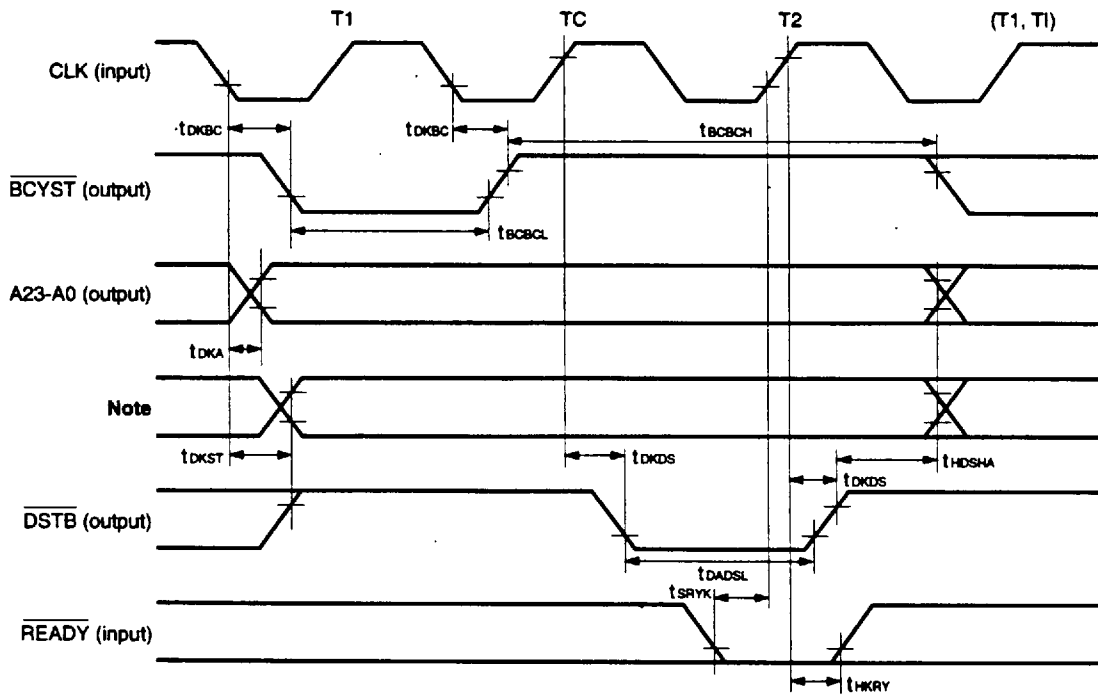 T1 TC T2 (T1, TI)
CLK (input)
tDKBC tDKBC tBCBCH
BCYST (output)
tBCBCL
A23-A0 (output)
tDKA
Note
tDKST tDKDS tHDSHA
tDKDS
DSTB (output)
tDADSL
tSRYK
READY (input)
tHKRY